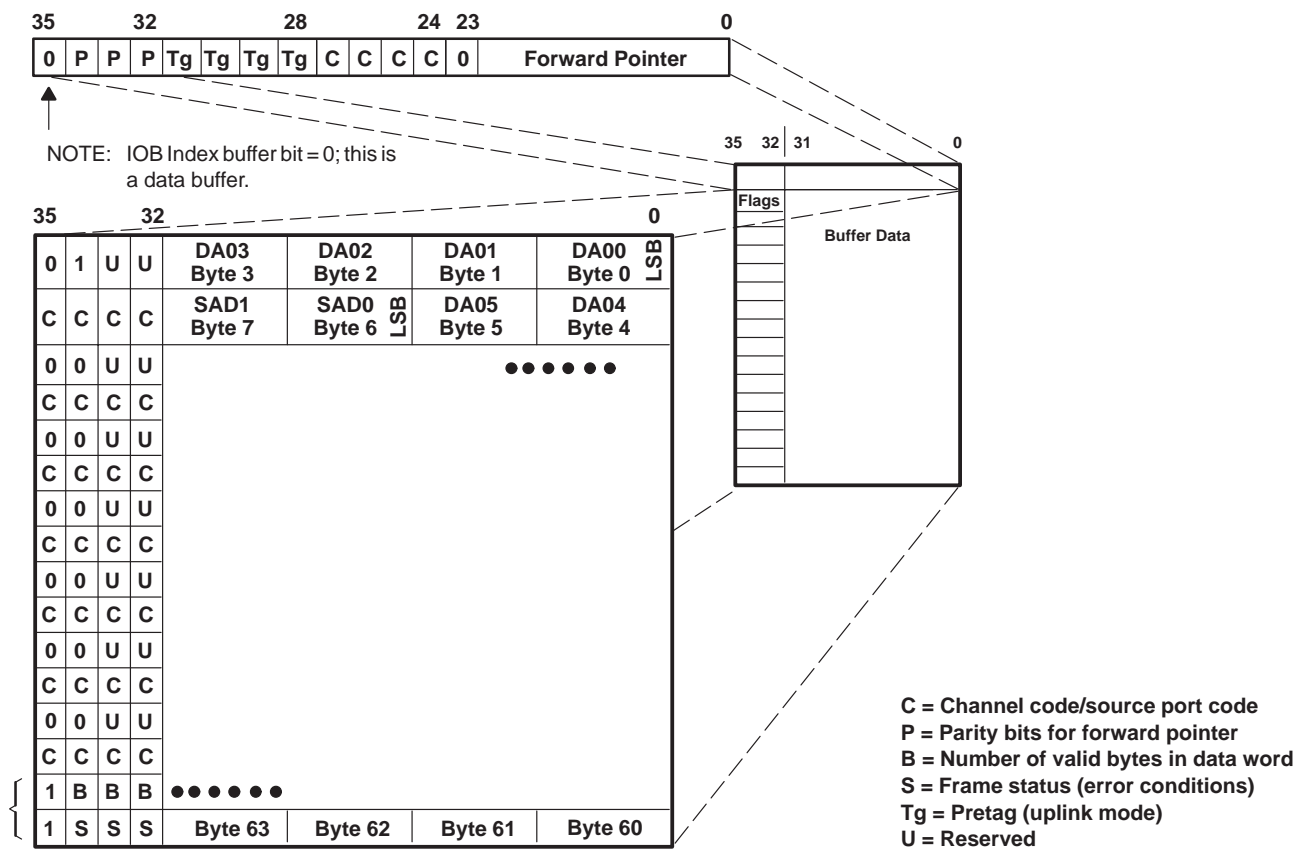 35 32 28 24 23 0
0 P P P Tg Tg Tg Tg C C C C 0 Forward Pointer
NOTE: IOB Index buffer bit = 0; this is
a data buffer.
35 32 31 0
Flags
Buffer Data
35 32 0
0 1 U U DA03 DA02 DA01 DA00 LSB
Byte 3 Byte 2 Byte 1 Byte 0
C C C C SAD1 SAD0 LSB DA05 DA04
Byte 7 Byte 6 Byte 5 Byte 4
0 0 U U
C C C C
0 0 U U
C C C C
0 0 U U
C C C C
0 0 U U
C C C C
0 0 U U
C C C C
0 0 U U
C C C C
1 B B B
1 S S S Byte 63 Byte 62 Byte 61 Byte 60
C = Channel code/source port code
P = Parity bits for forward pointer
B = Number of valid bytes in data word
S = Frame status (error conditions)
Tg = Pretag (uplink mode)
U = Reserved